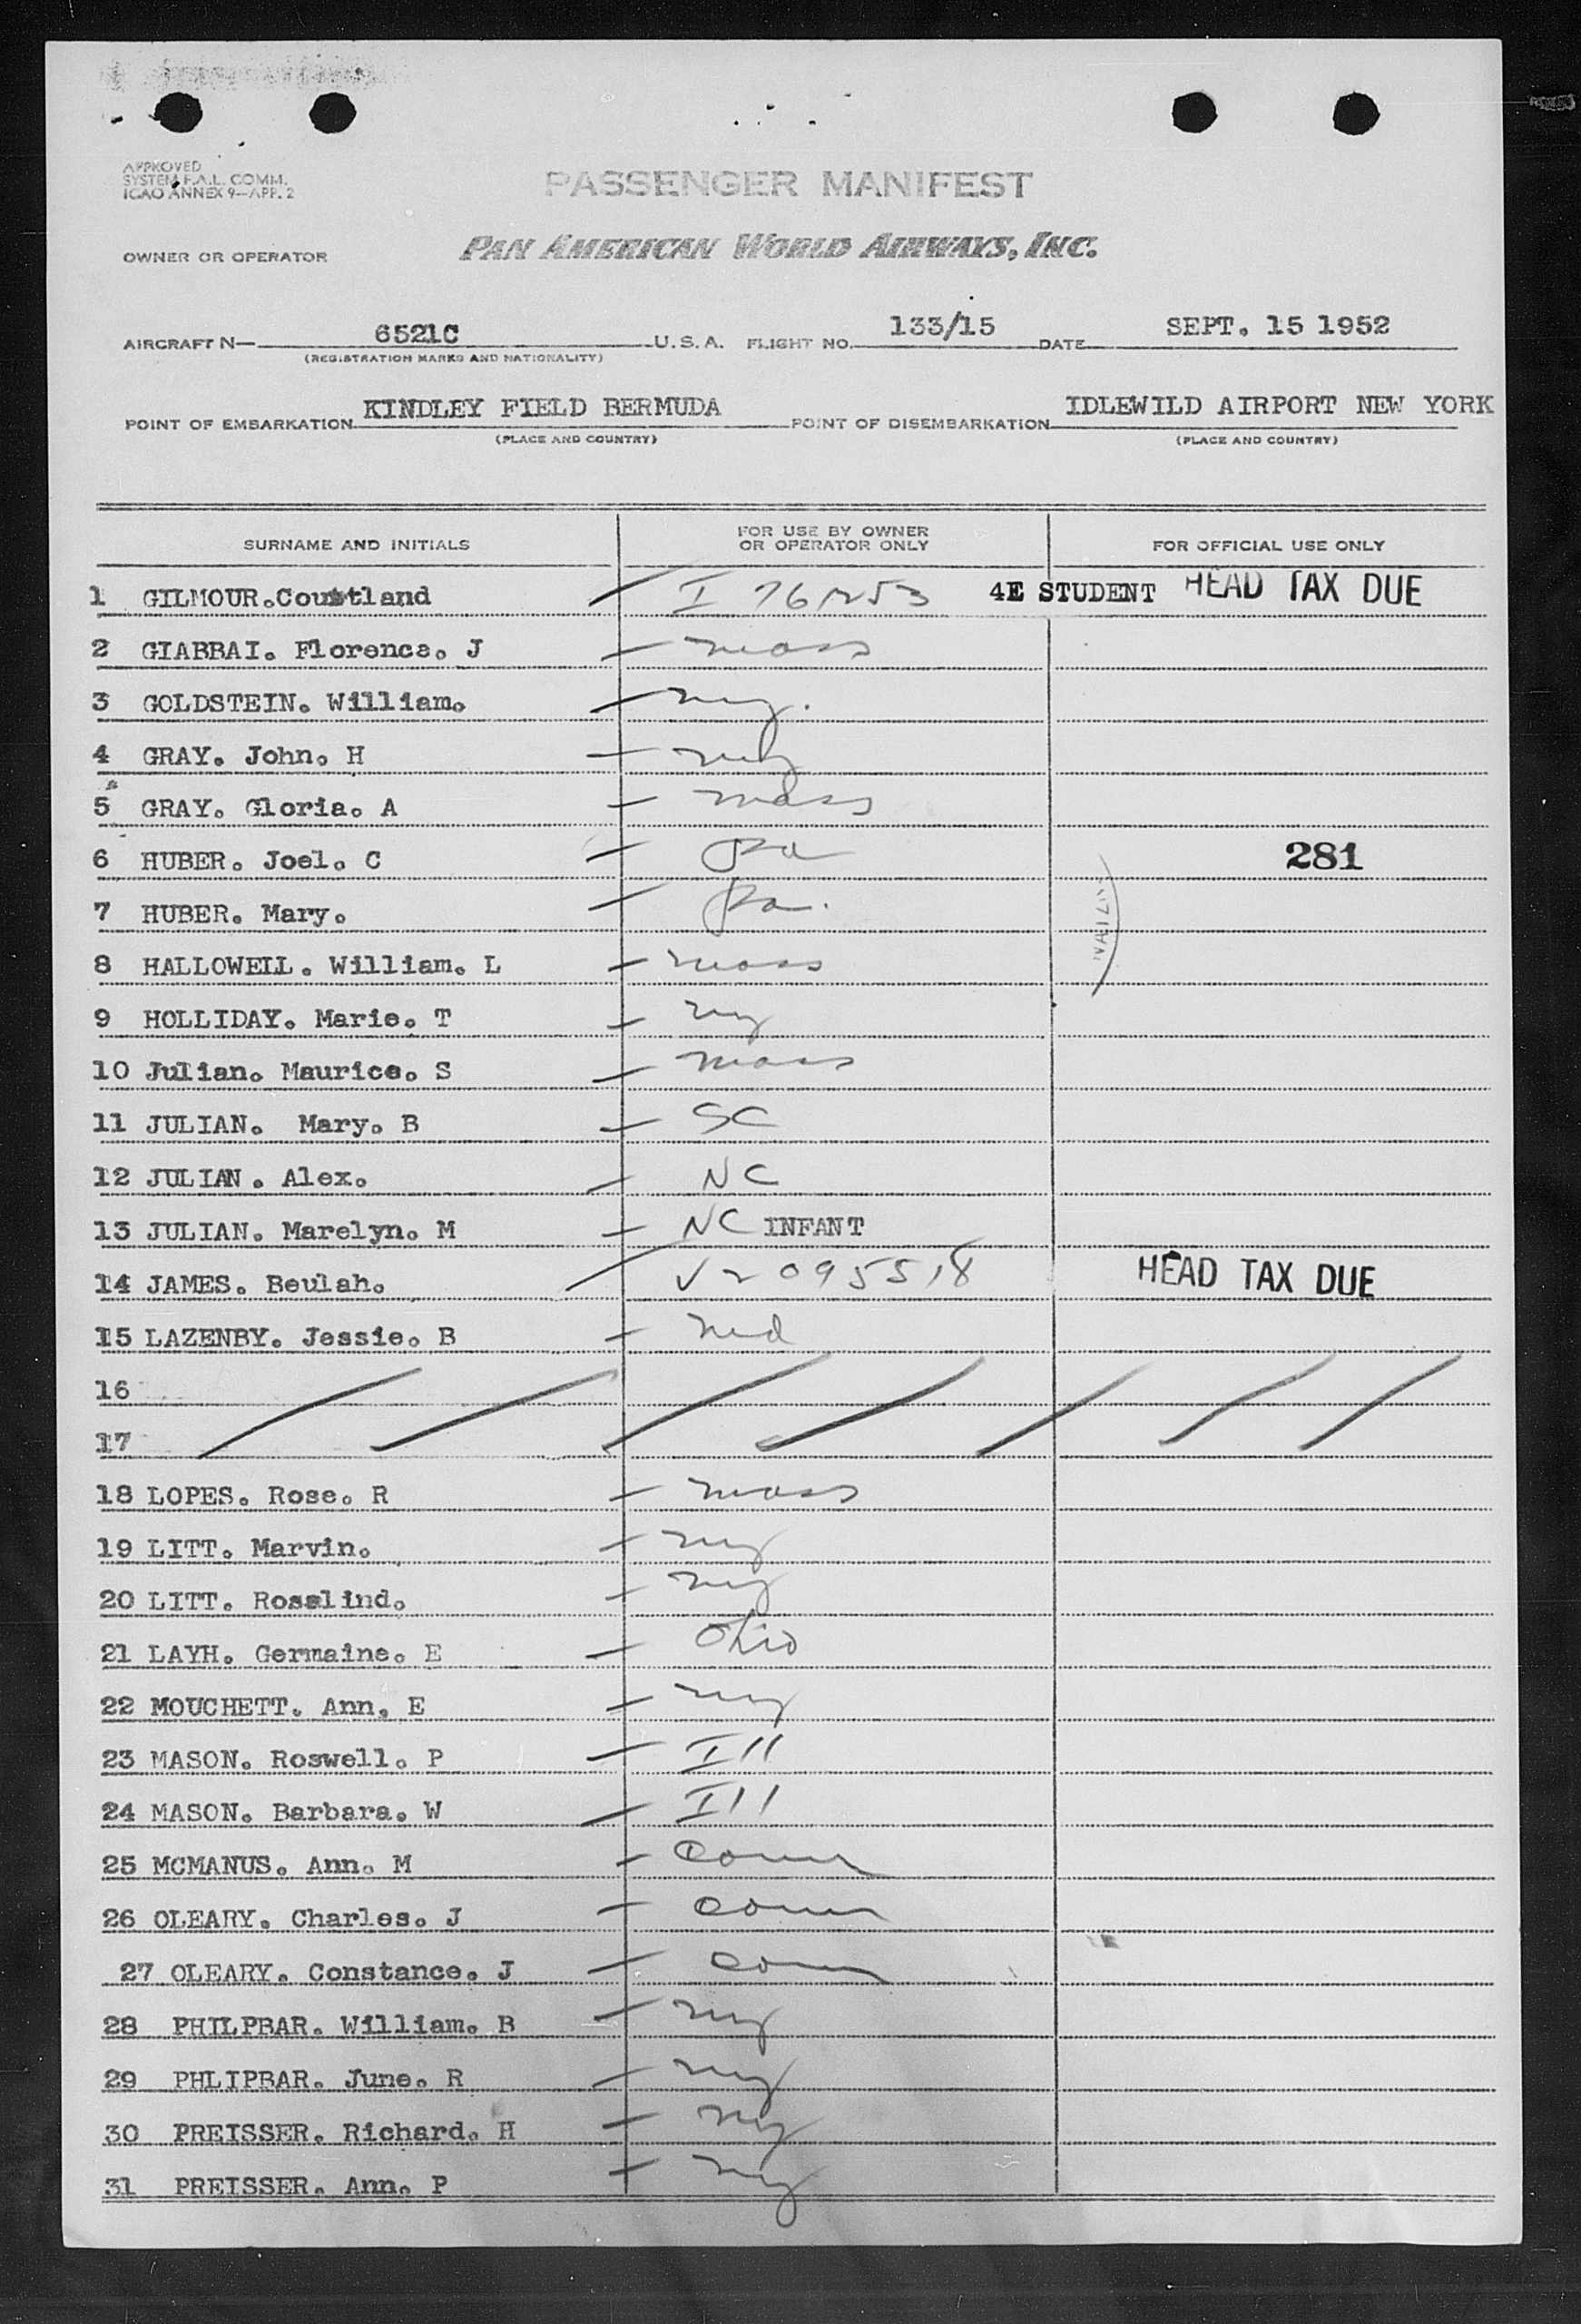 APPROVED
SYSTEM F.A.L. COMM.
ICAO ANNEX 9—APP. 2
PASSENGER MANIFEST
OWNER OR OPERATOR PAN AMERICAN WORLD AIRWAYS, INC.
AIRCRAFT N— 6521C U.S.A. FLIGHT NO. 133/15 DATE SEPT. 15 1952
(REGISTRATION MARKS AND NATIONALITY)
POINT OF EMBARKATION KINDLEY FIELD BERMUDA POINT OF DISEMBARKATION IDLEWILD AIRPORT NEW YORK
(PLACE AND COUNTRY) (PLACE AND COUNTRY)
SURNAME AND INITIALS FOR USE BY OWNER OR OPERATOR ONLY FOR OFFICIAL USE ONLY
1 GILMOUR.Courtland I 4E STUDENT HEAD TAX DUE
2 GIABBAI. Florence. J mass
3 GOLDSTEIN. William. ny.
4 GRAY. John. H ny
5 GRAY. Gloria. A mass
6 HUBER. Joel. C pa 281
7 HUBER. Mary. pa.
8 HALLOWELL. William. L mass
9 HOLLIDAY. Marie. T ny
10 Julian. Maurice. S mass
11 JULIAN. Mary. B SC
12 JULIAN. Alex. NC
13 JULIAN. Marelyn. M NC INFANT
14 JAMES. Beulah. V2095518 HEAD TAX DUE
15 LAZENBY. Jessie. B
16
17
18 LOPES. Rose. R mass
19 LITT. Marvin. ny
20 LITT. Rosalind. ny
21 LAYH. Germaine. E Ohio
22 MOUCHETT. Ann. E ny
23 MASON. Roswell. P Ill
24 MASON. Barbara. W Ill
25 MCMANUS. Ann. M Conn
26 OLEARY. Charles. J conn
27 OLEARY. Constance. J conn
28 PHILPBAR. William. B ny
29 PHLIPBAR. June. R ny
30 PREISSER. Richard. H ny
31 PREISSER. Ann. P ny